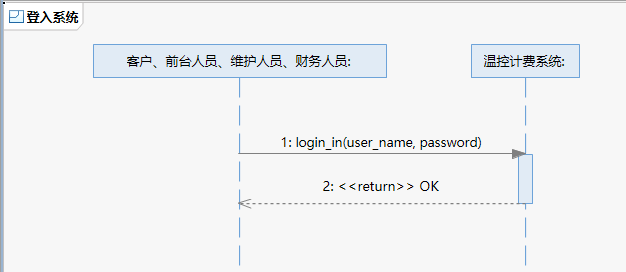 登入系统
客户、前台人员、维护人员、财务人员:
温控计费系统:
1: login_in(user_name, password)
2: <<return>> OK